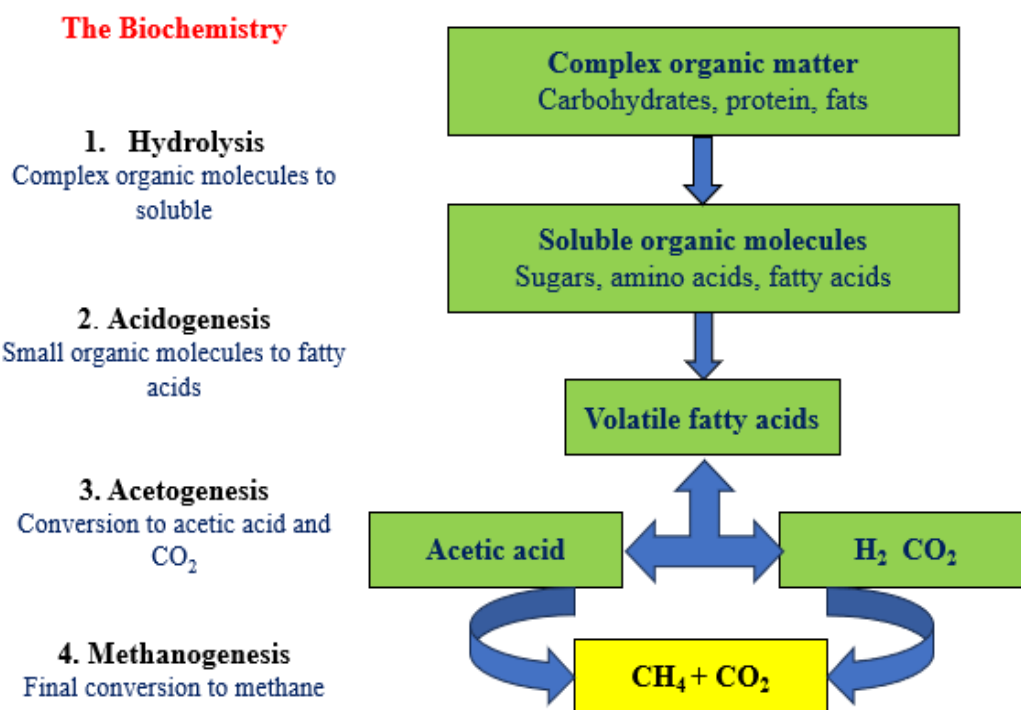 The Biochemistry
1. Hydrolysis
Complex organic molecules to
soluble
2. Acidogenesis
Small organic molecules to fatty
acids
3. Acetogenesis
Conversion to acetic acid and
CO₂
4. Methanogenesis
Final conversion to methane
Complex organic matter
Carbohydrates, protein, fats
Soluble organic molecules
Sugars, amino acids, fatty acids
Volatile fatty acids
Acetic acid
H₂ CO₂
CH₄ + CO₂